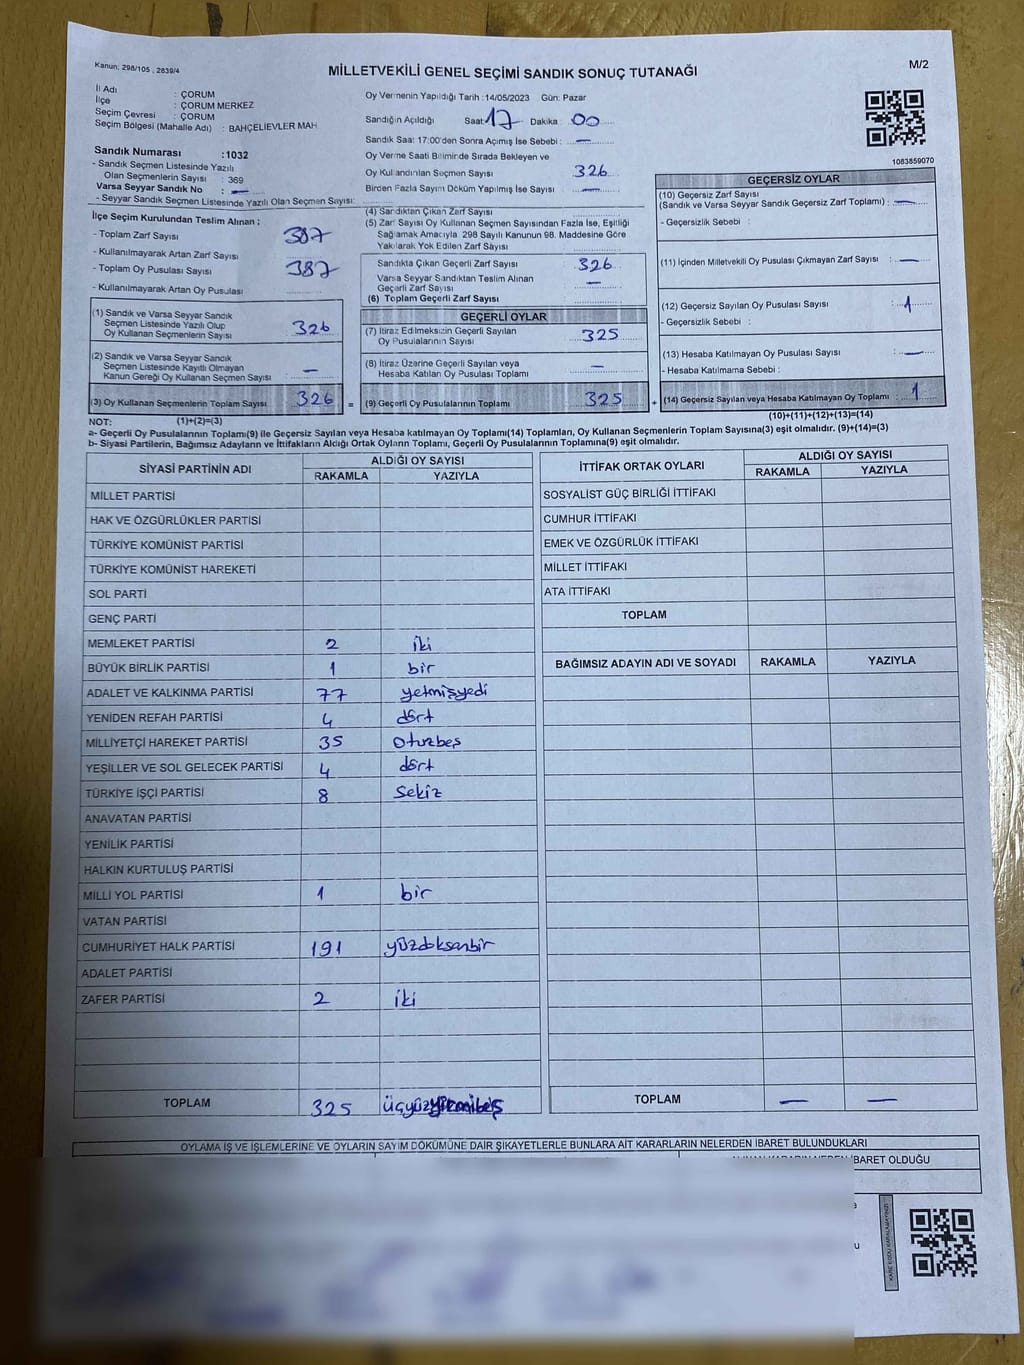 Kanun: 298/105 , 2839/4
MİLLETVEKİLİ GENEL SEÇİMİ SANDIK SONUÇ TUTANAĞI
M/2
İl Adı : ÇORUM
İlçe : ÇORUM MERKEZ
Seçim Çevresi : ÇORUM
Seçim Bölgesi (Mahalle Adı) : BAHÇELİEVLER MAH
Sandık Numarası :1032
- Sandık Seçmen Listesinde Yazılı
Olan Seçmenlerin Sayısı : 369
Varsa Seyyar Sandık No : —
- Seyyar Sandık Seçmen Listesinde Yazılı Olan Seçmen Sayısı:
Oy Vermenin Yapıldığı Tarih :14/05/2023 Gün: Pazar
Sandığın Açıldığı Saat 17 Dakika : 00
Sandık Saat 17:00'den Sonra Açılmış İse Sebebi : —
Oy Verme Saati Bitiminde Sırada Bekleyen ve
Oy Kullandırılan Seçmen Sayısı 326
Birden Fazla Sayım Döküm Yapılmış İse Sayısı —
1083859070
İlçe Seçim Kurulundan Teslim Alınan ;
- Toplam Zarf Sayısı 387
- Kullanılmayarak Artan Zarf Sayısı
- Toplam Oy Pusulası Sayısı 387
- Kullanılmayarak Artan Oy Pusulası
(1) Sandık ve Varsa Seyyar Sandık
Seçmen Listesinde Yazılı Olup
Oy Kullanan Seçmenlerin Sayısı 326
(2) Sandık ve Varsa Seyyar Sandık
Seçmen Listesinde Kayıtlı Olmayan
Kanun Gereği Oy Kullanan Seçmen Sayısı : —
(3) Oy Kullanan Seçmenlerin Toplam Sayısı 326 =
(4) Sandıktan Çıkan Zarf Sayısı
(5) Zarf Sayısı Oy Kullanan Seçmen Sayısından Fazla İse, Eşitliği
Sağlamak Amacıyla 298 Sayılı Kanunun 98. Maddesine Göre
Yakılarak Yok Edilen Zarf Sayısı
Sandıkta Çıkan Geçerli Zarf Sayısı 326
Varsa Seyyar Sandıktan Teslim Alınan
Geçerli Zarf Sayısı —
(6) Toplam Geçerli Zarf Sayısı
GEÇERLİ OYLAR
(7) İtiraz Edilmeksizin Geçerli Sayılan
Oy Pusulalarının Sayısı 325
(8) İtiraz Üzerine Geçerli Sayılan veya
Hesaba Katılan Oy Pusulası Toplamı —
(9) Geçerli Oy Pusulalarının Toplamı 325 +
GEÇERSİZ OYLAR
(10) Geçersiz Zarf Sayısı
(Sandık ve Varsa Seyyar Sandık Geçersiz Zarf Toplamı) : —
- Geçersizlik Sebebi :
(11) İçinden Milletvekili Oy Pusulası Çıkmayan Zarf Sayısı : —
(12) Geçersiz Sayılan Oy Pusulası Sayısı : 1
- Geçersizlik Sebebi :
(13) Hesaba Katılmayan Oy Pusulası Sayısı : —
- Hesaba Katılmama Sebebi :
(14) Geçersiz Sayılan veya Hesaba Katılmayan Oy Toplamı : 1
NOT: (1)+(2)=(3)
(10)+(11)+(12)+(13)=(14)
a- Geçerli Oy Pusulalarının Toplamı(9) ile Geçersiz Sayılan veya Hesaba katılmayan Oy Toplamı(14) Toplamları, Oy Kullanan Seçmenlerin Toplam Sayısına(3) eşit olmalıdır. (9)+(14)=(3)
b- Siyasi Partilerin, Bağımsız Adayların ve İttifakların Aldığı Ortak Oyların Toplamı, Geçerli Oy Pusulalarının Toplamına(9) eşit olmalıdır.
SİYASİ PARTİNİN ADI ALDIĞI OY SAYISI
RAKAMLA YAZIYLA
MİLLET PARTİSİ
HAK VE ÖZGÜRLÜKLER PARTİSİ
TÜRKİYE KOMÜNİST PARTİSİ
TÜRKİYE KOMÜNİST HAREKETİ
SOL PARTİ
GENÇ PARTİ
MEMLEKET PARTİSİ 2 iki
BÜYÜK BİRLİK PARTİSİ 1 bir
ADALET VE KALKINMA PARTİSİ 77 yetmişyedi
YENİDEN REFAH PARTİSİ 4 dört
MİLLİYETÇİ HAREKET PARTİSİ 35 otuzbeş
YEŞİLLER VE SOL GELECEK PARTİSİ 4 dört
TÜRKİYE İŞÇİ PARTİSİ 8 sekiz
ANAVATAN PARTİSİ
YENİLİK PARTİSİ
HALKIN KURTULUŞ PARTİSİ
MİLLİ YOL PARTİSİ 1 bir
VATAN PARTİSİ
CUMHURİYET HALK PARTİSİ 191 yüzdoksanbir
ADALET PARTİSİ
ZAFER PARTİSİ 2 iki
TOPLAM 325 üçyüzyirmibeş
İTTİFAK ORTAK OYLARI ALDIĞI OY SAYISI
RAKAMLA YAZIYLA
SOSYALİST GÜÇ BİRLİĞİ İTTİFAKI
CUMHUR İTTİFAKI
EMEK VE ÖZGÜRLÜK İTTİFAKI
MİLLET İTTİFAKI
ATA İTTİFAKI
TOPLAM
BAĞIMSIZ ADAYIN ADI VE SOYADI RAKAMLA YAZIYLA
TOPLAM — —
OYLAMA İŞ VE İŞLEMLERİNE VE OYLARIN SAYIM DÖKÜMÜNE DAİR ŞİKAYETLERLE BUNLARA AİT KARARLARIN NELERDEN İBARET BULUNDUKLARI
İBARET OLDUĞU
KARE KODU KARALAMAYINIZ!